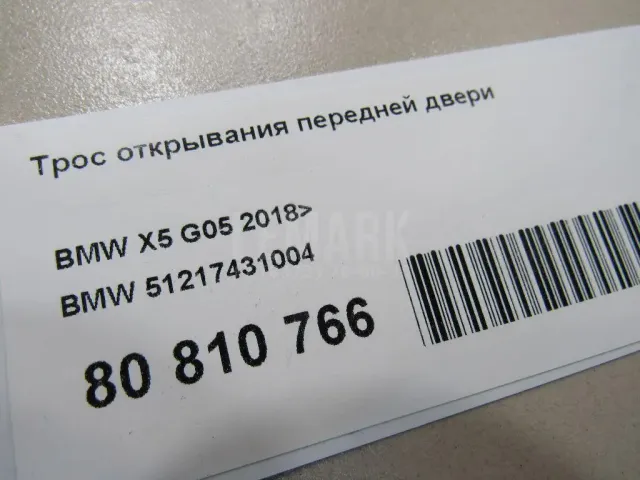 Трос открывания передней двери
BMW X5 G05 2018>
BMW 51217431004
80 810 766